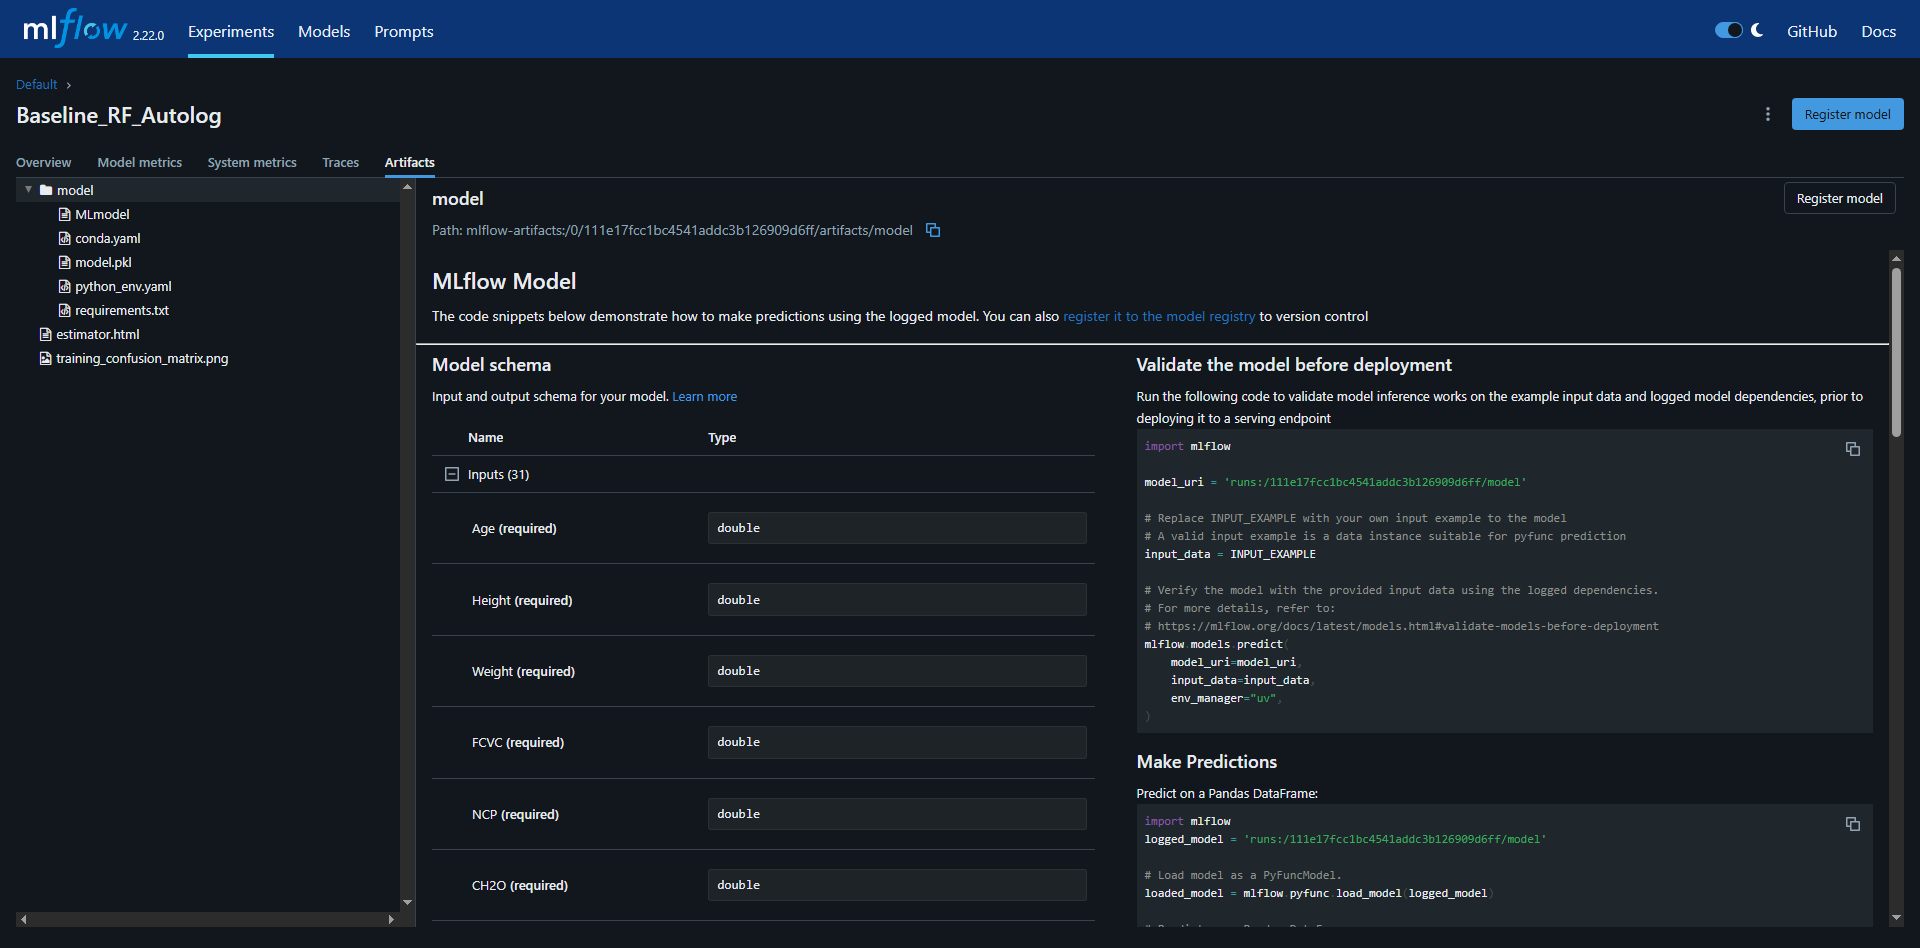 mlflow 2.22.0 Experiments Models Prompts GitHub Docs
Default
Baseline_RF_Autolog
Register model
Overview Model metrics System metrics Traces Artifacts
model
MLmodel
conda.yaml
model.pkl
python_env.yaml
requirements.txt
estimator.html
training_confusion_matrix.png
model
Register model
Path: mlflow-artifacts:/0/111e17fcc1bc4541addc3b126909d6ff/artifacts/model
MLflow Model
The code snippets below demonstrate how to make predictions using the logged model. You can also register it to the model registry to version control
Model schema
Input and output schema for your model. Learn more
Name Type
Inputs (31)
Age (required) double
Height (required) double
Weight (required) double
FCVC (required) double
NCP (required) double
CH2O (required) double
Validate the model before deployment
Run the following code to validate model inference works on the example input data and logged model dependencies, prior to
deploying it to a serving endpoint
import mlflow
model_uri = 'runs:/111e17fcc1bc4541addc3b126909d6ff/model'
# Replace INPUT_EXAMPLE with your own input example to the model
# A valid input example is a data instance suitable for pyfunc prediction
input_data = INPUT_EXAMPLE
# Verify the model with the provided input data using the logged dependencies.
# For more details, refer to:
# https://mlflow.org/docs/latest/models.html#validate-models-before-deployment
mlflow.models.predict(
model_uri=model_uri,
input_data=input_data,
env_manager="uv",
)
Make Predictions
Predict on a Pandas DataFrame:
import mlflow
logged_model = 'runs:/111e17fcc1bc4541addc3b126909d6ff/model'
# Load model as a PyFuncModel.
loaded_model = mlflow.pyfunc.load_model(logged_model)